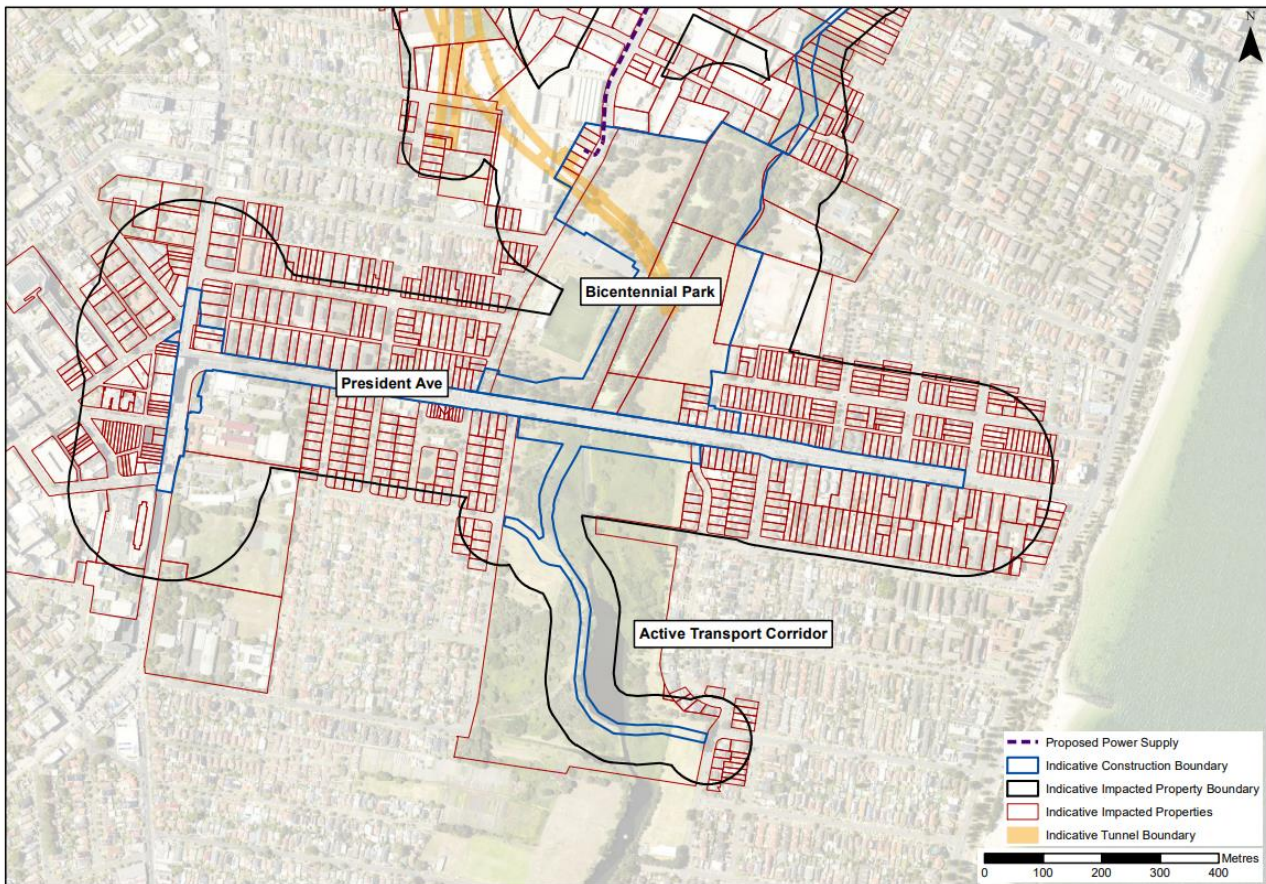 N
Bicentennial Park
President Ave
Active Transport Corridor
Proposed Power Supply
Indicative Construction Boundary
Indicative Impacted Property Boundary
Indicative Impacted Properties
Indicative Tunnel Boundary
Metres
0 100 200 300 400